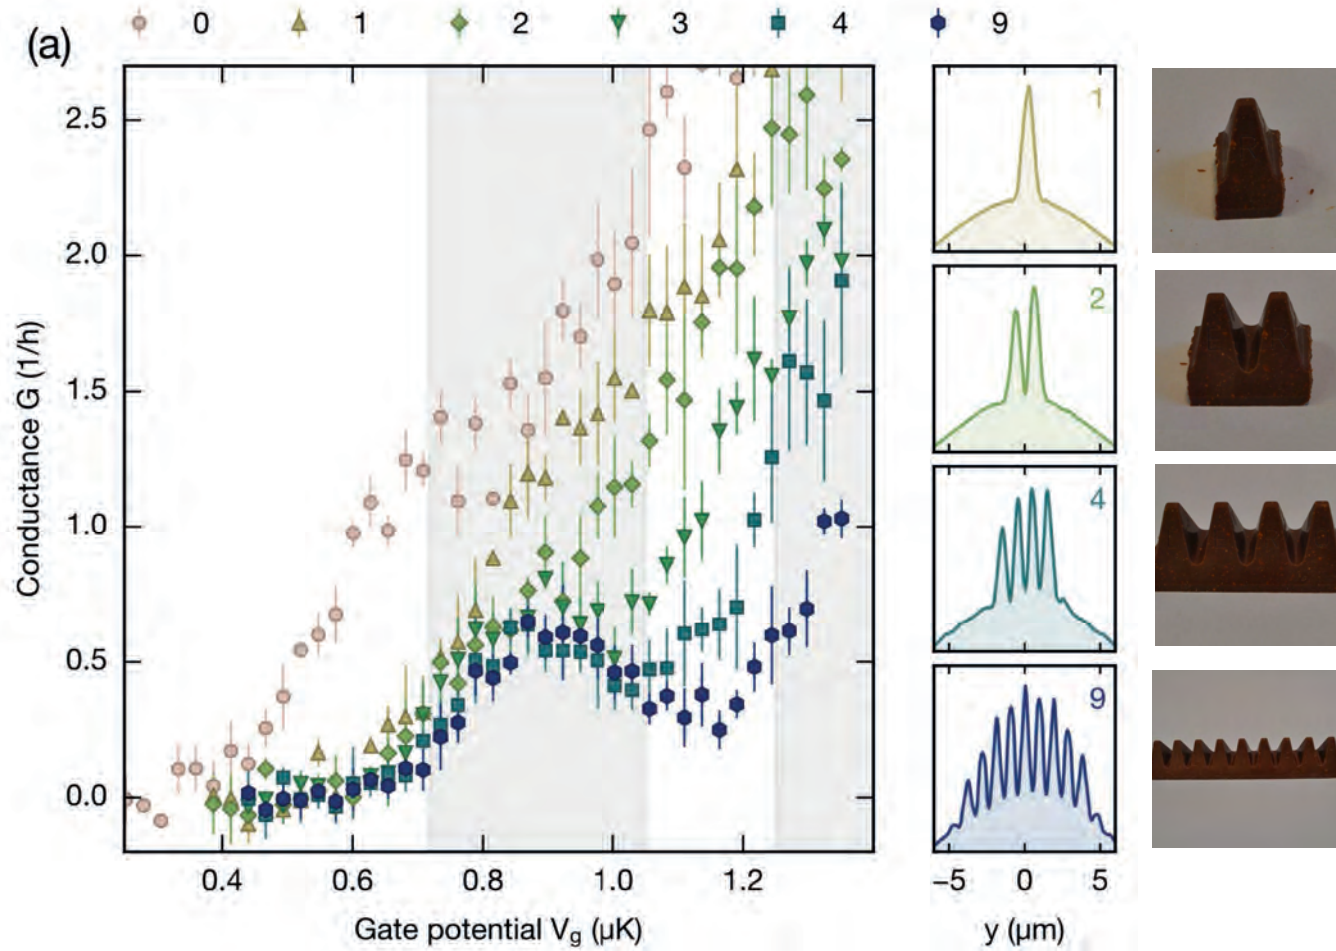 0 1 2 3 4 9
(a)
2.5
2.0
1.5
1.0
0.5
0.0
Conductance G (1/h)
0.4 0.6 0.8 1.0 1.2
Gate potential Vg (μK)
1
2
4
9
−5 0 5
y (μm)